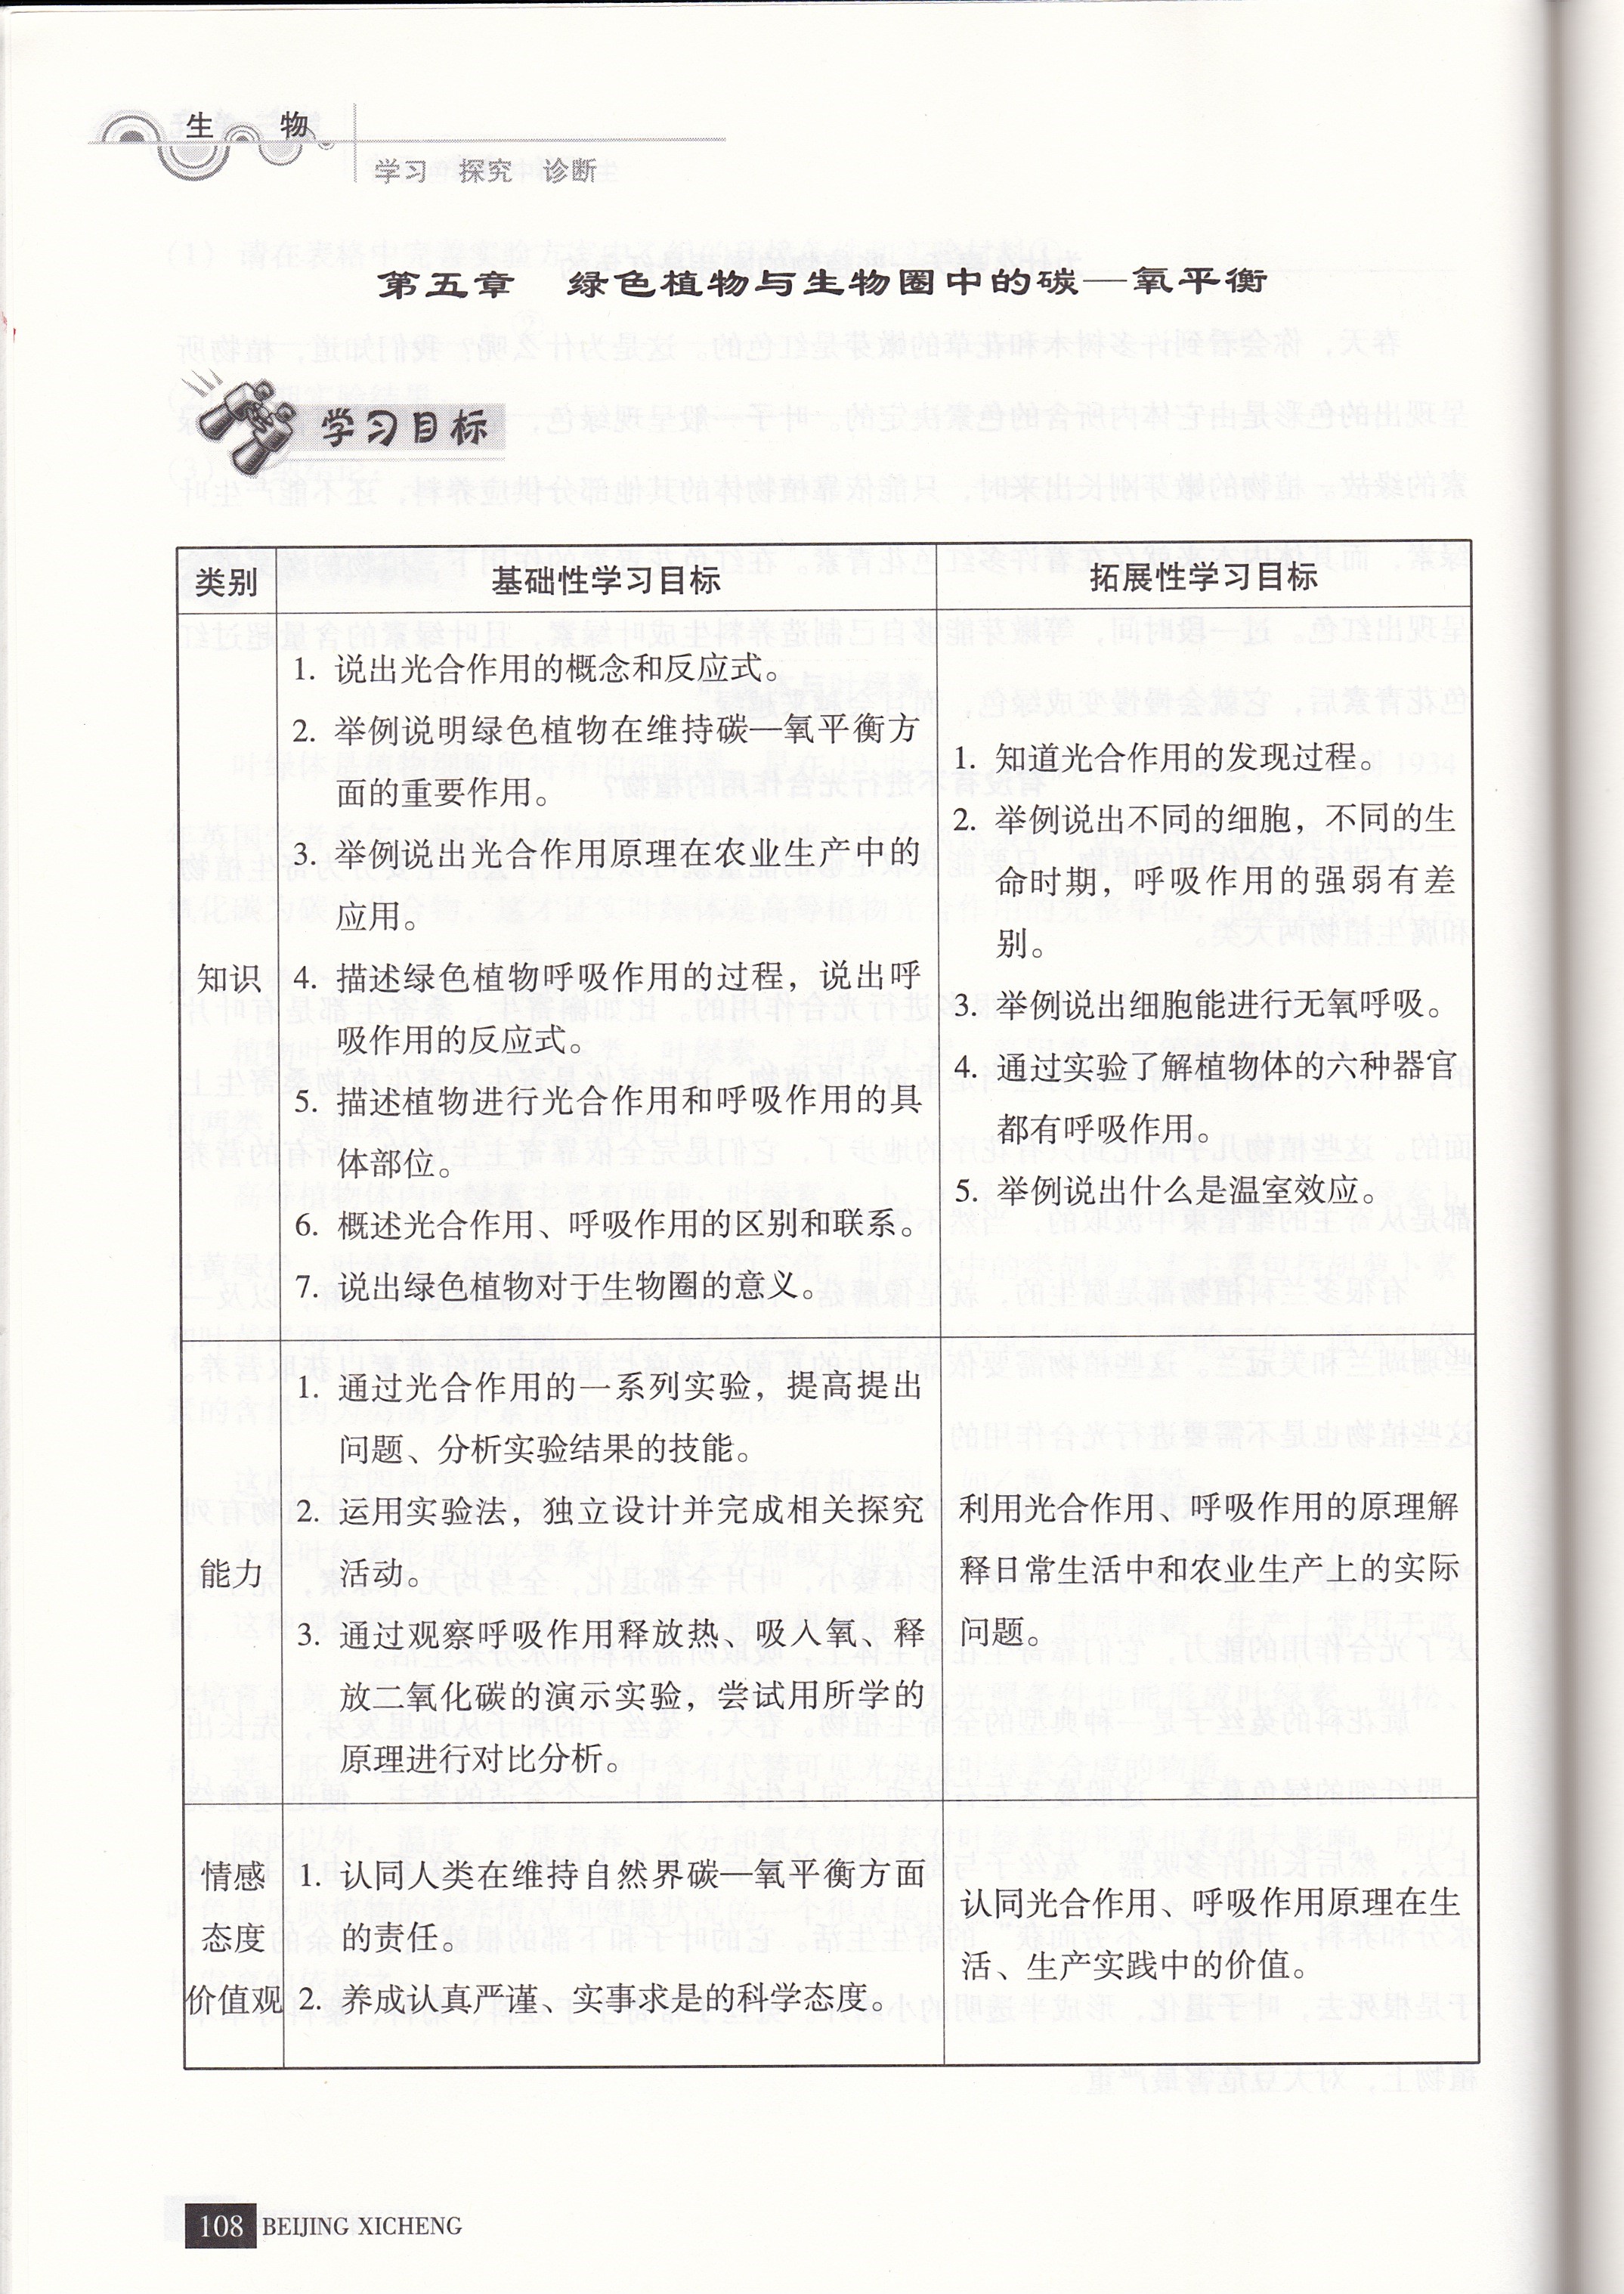 生 物
学习 探究 诊断
第五章 绿色植物与生物圈中的碳—氧平衡
学习目标
类别 基础性学习目标 拓展性学习目标
知识
1. 说出光合作用的概念和反应式。
2. 举例说明绿色植物在维持碳—氧平衡方
面的重要作用。
3. 举例说出光合作用原理在农业生产中的
应用。
4. 描述绿色植物呼吸作用的过程，说出呼
吸作用的反应式。
5. 描述植物进行光合作用和呼吸作用的具
体部位。
6. 概述光合作用、呼吸作用的区别和联系。
7. 说出绿色植物对于生物圈的意义。
1. 知道光合作用的发现过程。
2. 举例说出不同的细胞，不同的生
命时期，呼吸作用的强弱有差
别。
3. 举例说出细胞能进行无氧呼吸。
4. 通过实验了解植物体的六种器官
都有呼吸作用。
5. 举例说出什么是温室效应。
能力
1. 通过光合作用的一系列实验，提高提出
问题、分析实验结果的技能。
2. 运用实验法，独立设计并完成相关探究
活动。
3. 通过观察呼吸作用释放热、吸入氧、释
放二氧化碳的演示实验，尝试用所学的
原理进行对比分析。
利用光合作用、呼吸作用的原理解
释日常生活中和农业生产上的实际
问题。
情感
态度
价值观
1. 认同人类在维持自然界碳—氧平衡方面
的责任。
2. 养成认真严谨、实事求是的科学态度。
认同光合作用、呼吸作用原理在生
活、生产实践中的价值。
108 BEIJING XICHENG